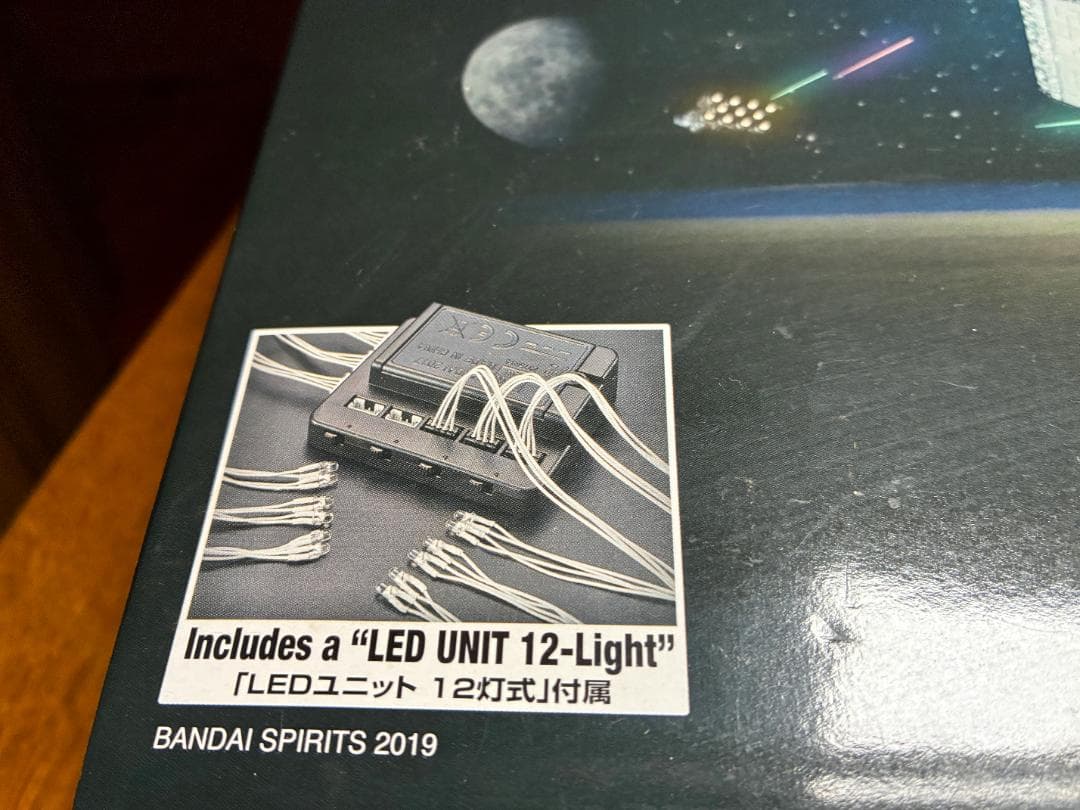 Includes a “LED UNIT 12-Light”
「LEDユニット 12灯式」付属
BANDAI SPIRITS 2019